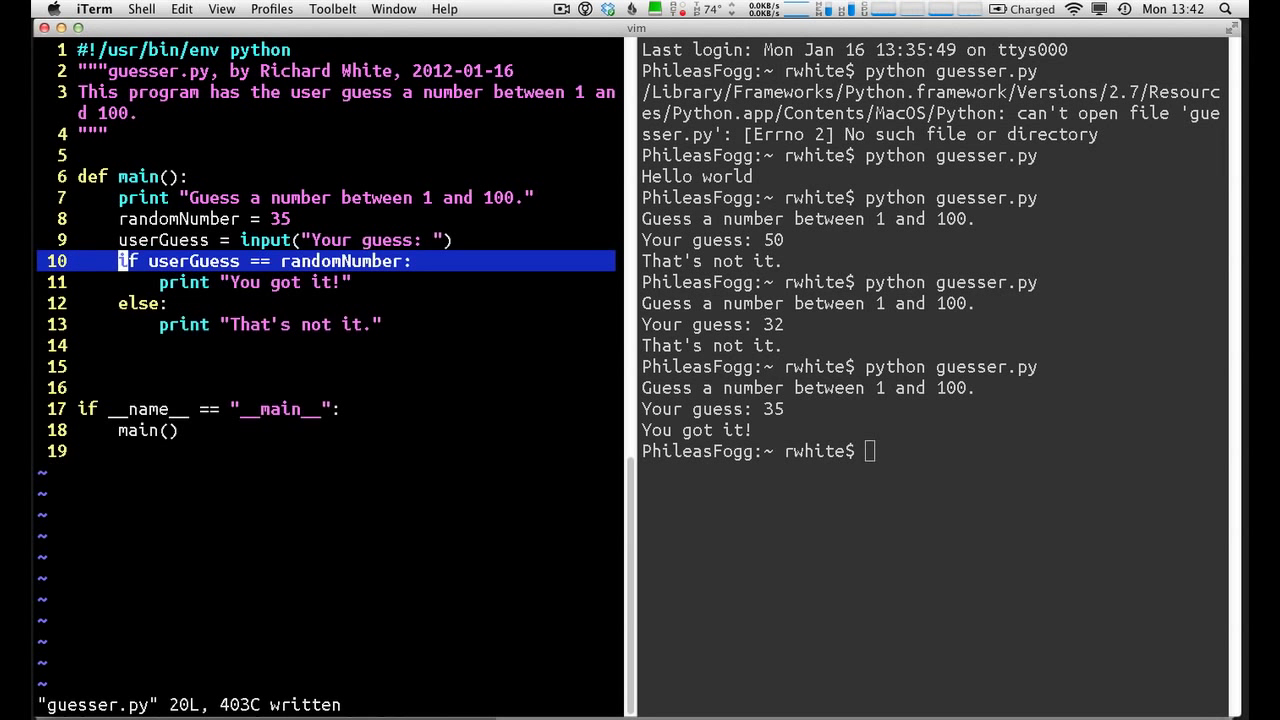 iTerm Shell Edit View Profiles Toolbelt Window Help 74° 0.0KB/s 0.0KB/s Charged Mon 13:42
vim
1 #!/usr/bin/env python
2 """guesser.py, by Richard White, 2012-01-16
3 This program has the user guess a number between 1 an
d 100.
4 """
5
6 def main():
7 print "Guess a number between 1 and 100."
8 randomNumber = 35
9 userGuess = input("Your guess: ")
10 if userGuess == randomNumber:
11 print "You got it!"
12 else:
13 print "That's not it."
14
15
16
17 if __name__ == "__main__":
18 main()
19
~
~
~
~
~
~
~
~
~
~
~
"guesser.py" 20L, 403C written
Last login: Mon Jan 16 13:35:49 on ttys000
PhileasFogg:~ rwhite$ python guesser.py
/Library/Frameworks/Python.framework/Versions/2.7/Resourc
es/Python.app/Contents/MacOS/Python: can't open file 'gue
sser.py': [Errno 2] No such file or directory
PhileasFogg:~ rwhite$ python guesser.py
Hello world
PhileasFogg:~ rwhite$ python guesser.py
Guess a number between 1 and 100.
Your guess: 50
That's not it.
PhileasFogg:~ rwhite$ python guesser.py
Guess a number between 1 and 100.
Your guess: 32
That's not it.
PhileasFogg:~ rwhite$ python guesser.py
Guess a number between 1 and 100.
Your guess: 35
You got it!
PhileasFogg:~ rwhite$